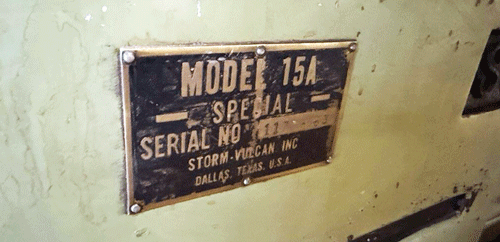 MODEL 15A
— SPECIAL —
SERIAL NO
STORM-VULCAN INC
DALLAS, TEXAS, U.S.A.